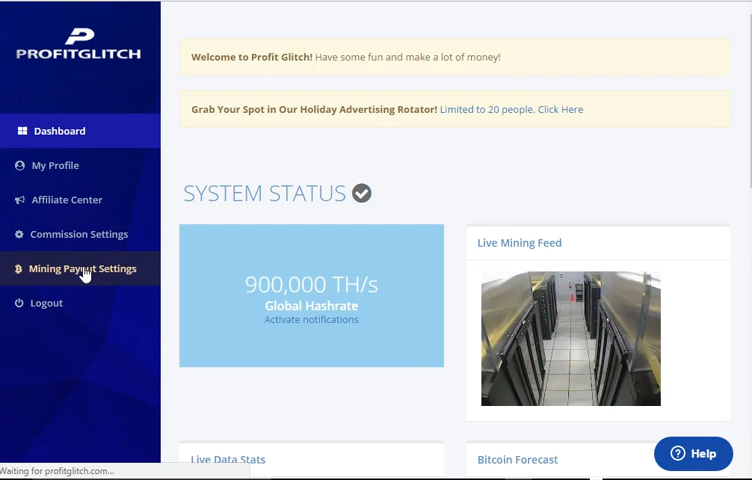 PROFITGLITCH
Dashboard
My Profile
Affiliate Center
Commission Settings
Mining Payout Settings
Logout
Welcome to Profit Glitch! Have some fun and make a lot of money!
Grab Your Spot in Our Holiday Advertising Rotator! Limited to 20 people. Click Here
SYSTEM STATUS
900,000 TH/s
Global Hashrate
Activate notifications
Live Mining Feed
Live Data Stats
Bitcoin Forecast
Help
Waiting for profitglitch.com...